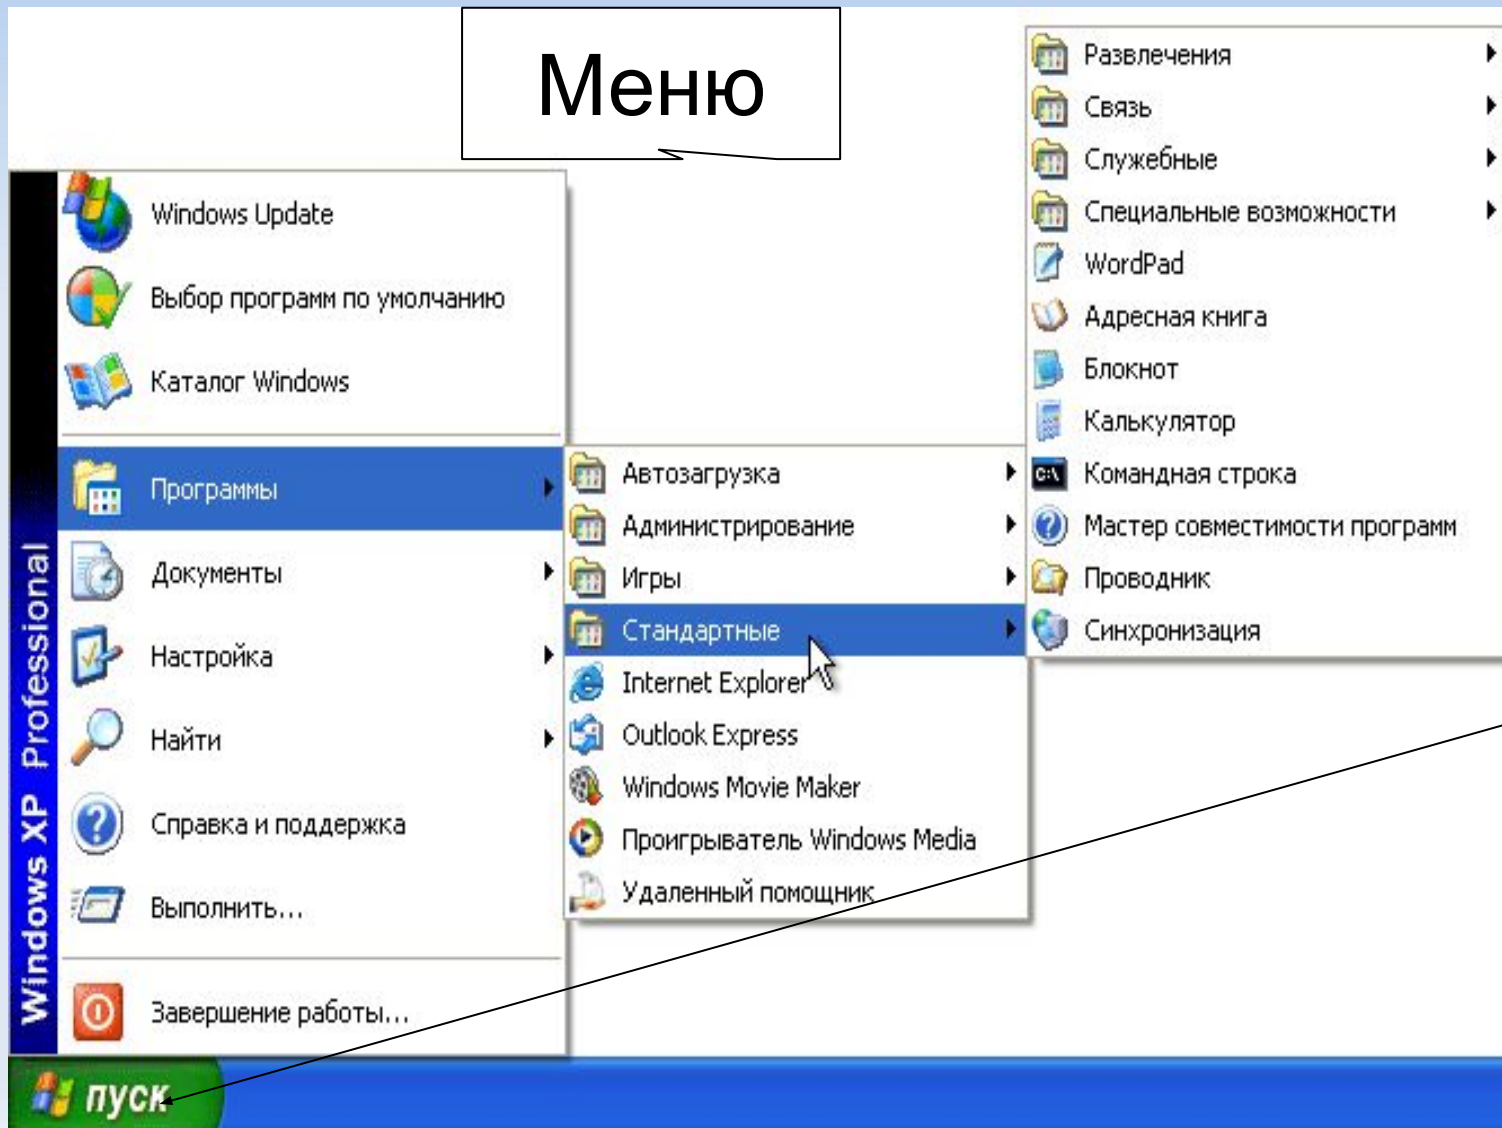 Меню
Windows Update
Выбор программ по умолчанию
Каталог Windows
Программы
Документы
Настройка
Найти
Справка и поддержка
Выполнить...
Завершение работы...
Windows XP Professional
пуск
Автозагрузка
Администрирование
Игры
Стандартные
Internet Explorer
Outlook Express
Windows Movie Maker
Проигрыватель Windows Media
Удаленный помощник
Развлечения
Связь
Служебные
Специальные возможности
WordPad
Адресная книга
Блокнот
Калькулятор
C:\
Командная строка
Мастер совместимости программ
Проводник
Синхронизация